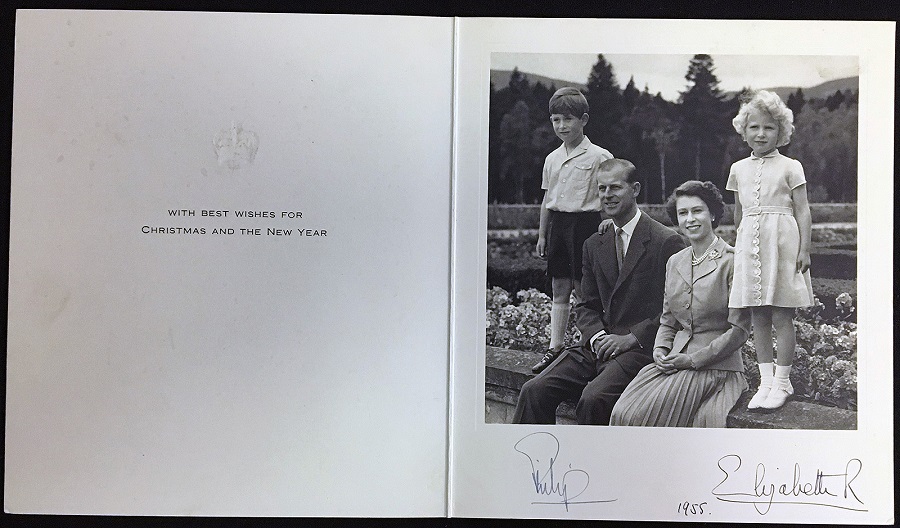 WITH BEST WISHES FOR
CHRISTMAS AND THE NEW YEAR
Philip
Elizabeth R
1955.